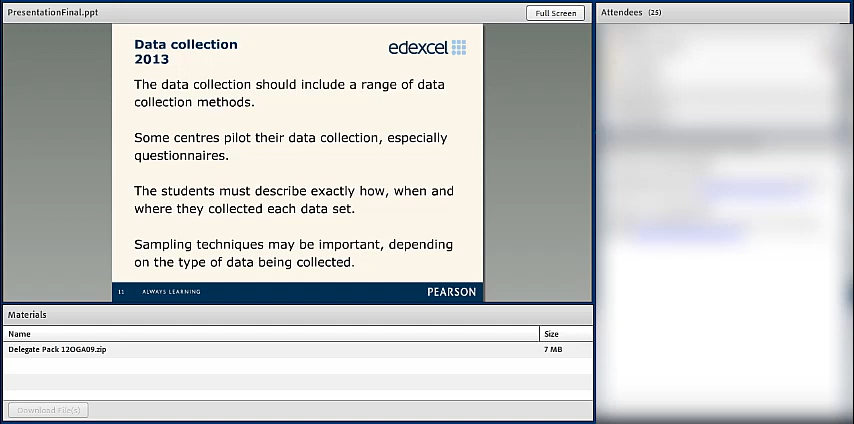 PresentationFinal.ppt
Full Screen
Attendees (25)
Data collection
2013
edexcel
The data collection should include a range of data
collection methods.
Some centres pilot their data collection, especially
questionnaires.
The students must describe exactly how, when and
where they collected each data set.
Sampling techniques may be important, depending
on the type of data being collected.
11 ALWAYS LEARNING
PEARSON
Materials
Name Size
Delegate Pack 12OGA09.zip 7 MB
Download File(s)